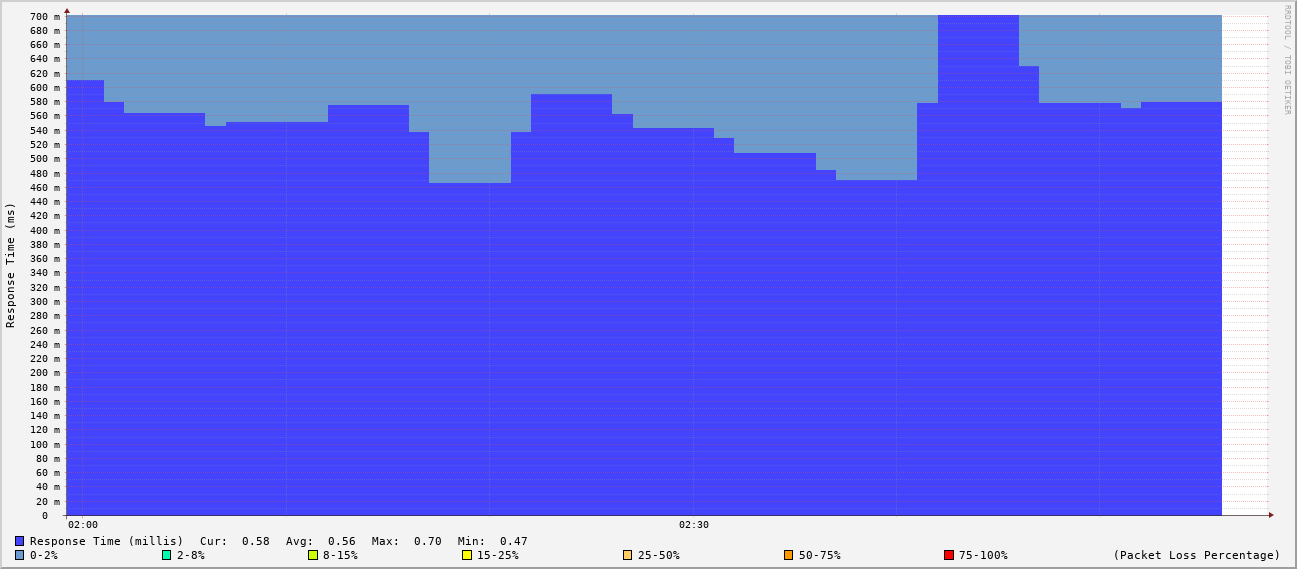 700 m
680 m
660 m
640 m
620 m
600 m
580 m
560 m
540 m
520 m
500 m
480 m
460 m
440 m
420 m
400 m
380 m
360 m
340 m
320 m
300 m
280 m
260 m
240 m
220 m
200 m
180 m
160 m
140 m
120 m
100 m
80 m
60 m
40 m
20 m
0
Response Time (ms)
RRDTOOL / TOBI OETIKER
02:00 02:30
Response Time (millis) Cur: 0.58 Avg: 0.56 Max: 0.70 Min: 0.47
0-2% 2-8% 8-15% 15-25% 25-50% 50-75% 75-100% (Packet Loss Percentage)